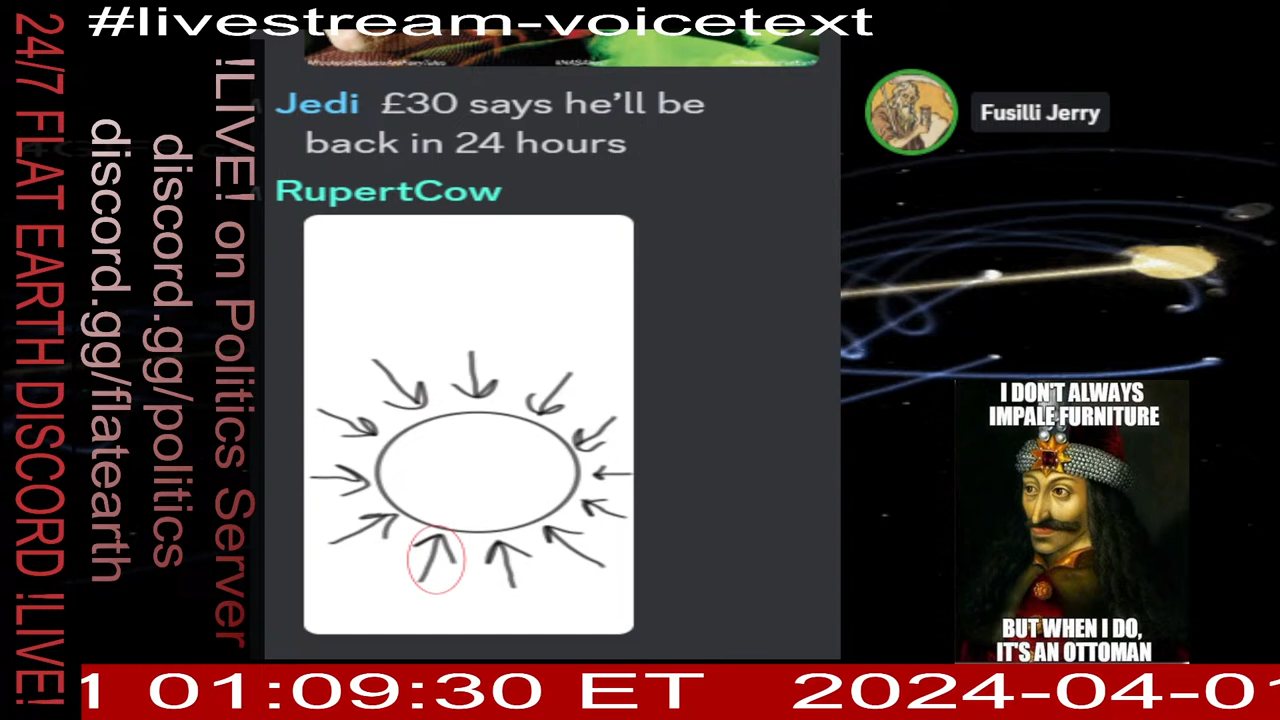 #livestream-voicetext
24/7 FLAT EARTH DISCORD !LIVE!
discord.gg/flatearth
discord.gg/politics
!LIVE! on Politics Server
Jedi £30 says he’ll be
back in 24 hours
RupertCow
Fusilli Jerry
I DON'T ALWAYS
IMPALE FURNITURE
BUT WHEN I DO,
IT'S AN OTTOMAN
1 01:09:30 ET 2024-04-01